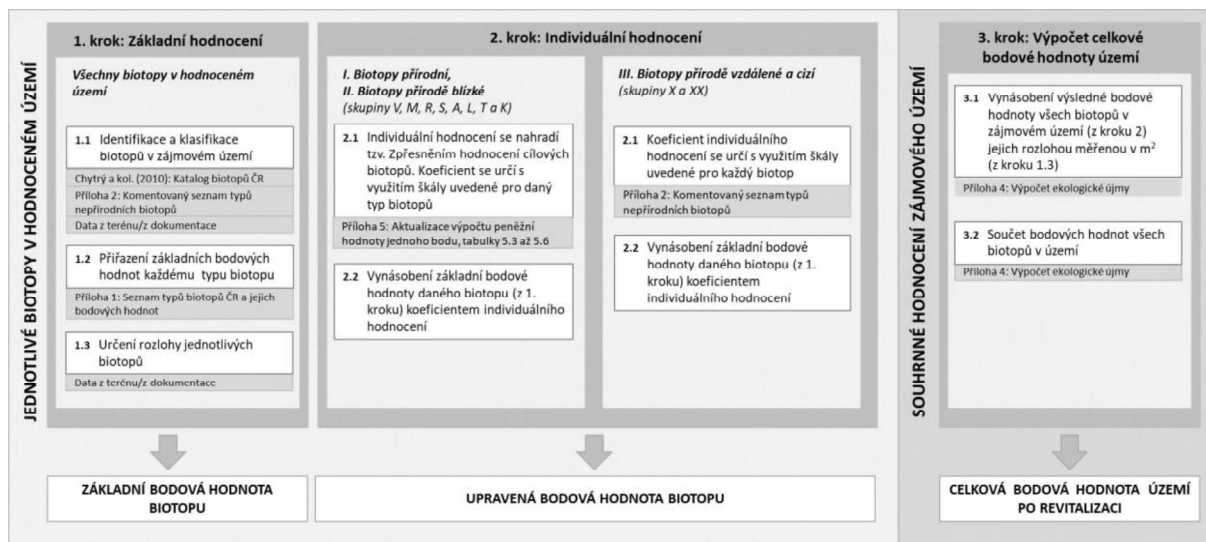 JEDNOTLIVÉ BIOTOPY V HODNOCENÉM ÚZEMÍ
1. krok: Základní hodnocení
Všechny biotopy v hodnoceném
území
1.1 Identifikace a klasifikace
biotopů v zájmovém území
Chytrý a kol. (2010): Katalog biotopů ČR
Příloha 2: Komentovaný seznam typů
nepřírodních biotopů
Data z terénu/z dokumentace
1.2 Přiřazení základních bodových
hodnot každému typu biotopu
Příloha 1: Seznam typů biotopů ČR a jejich
bodových hodnot
1.3 Určení rozlohy jednotlivých
biotopů
Data z terénu/z dokumentace
ZÁKLADNÍ BODOVÁ HODNOTA
BIOTOPU
2. krok: Individuální hodnocení
I. Biotopy přírodní,
II. Biotopy přírodě blízké
(skupiny V, M, R, S, A, L, T a K)
2.1 Individuální hodnocení se nahradí
tzv. Zpřesněním hodnocení cílových
biotopů. Koeficient se určí s
využitím škály uvedené pro daný
typ biotopů
Příloha 5: Aktualizace výpočtu peněžní
hodnoty jednoho bodu, tabulky 5.3 až 5.6
2.2 Vynásobení základní bodové
hodnoty daného biotopu (z 1.
kroku) koeficientem individuálního
hodnocení
III. Biotopy přírodě vzdálené a cizí
(skupiny X a XX)
2.1 Koeficient individuálního
hodnocení se určí s využitím škály
uvedené pro každý biotop
Příloha 2: Komentovaný seznam typů
nepřírodních biotopů
2.2 Vynásobení základní bodové
hodnoty daného biotopu (z 1.
kroku) koeficientem
individuálního hodnocení
UPRAVENÁ BODOVÁ HODNOTA BIOTOPU
SOUHRNNÉ HODNOCENÍ ZÁJMOVÉHO ÚZEMÍ
3. krok: Výpočet celkové
bodové hodnoty území
3.1 Vynásobení výsledné bodové
hodnoty všech biotopů v
zájmovém území (z kroku 2)
jejich rozlohou měřenou v m²
(z kroku 1.3)
Příloha 4: Výpočet ekologické újmy
3.2 Součet bodových hodnot všech
biotopů v území
Příloha 4: Výpočet ekologické újmy
CELKOVÁ BODOVÁ HODNOTA ÚZEMÍ
PO REVITALIZACI